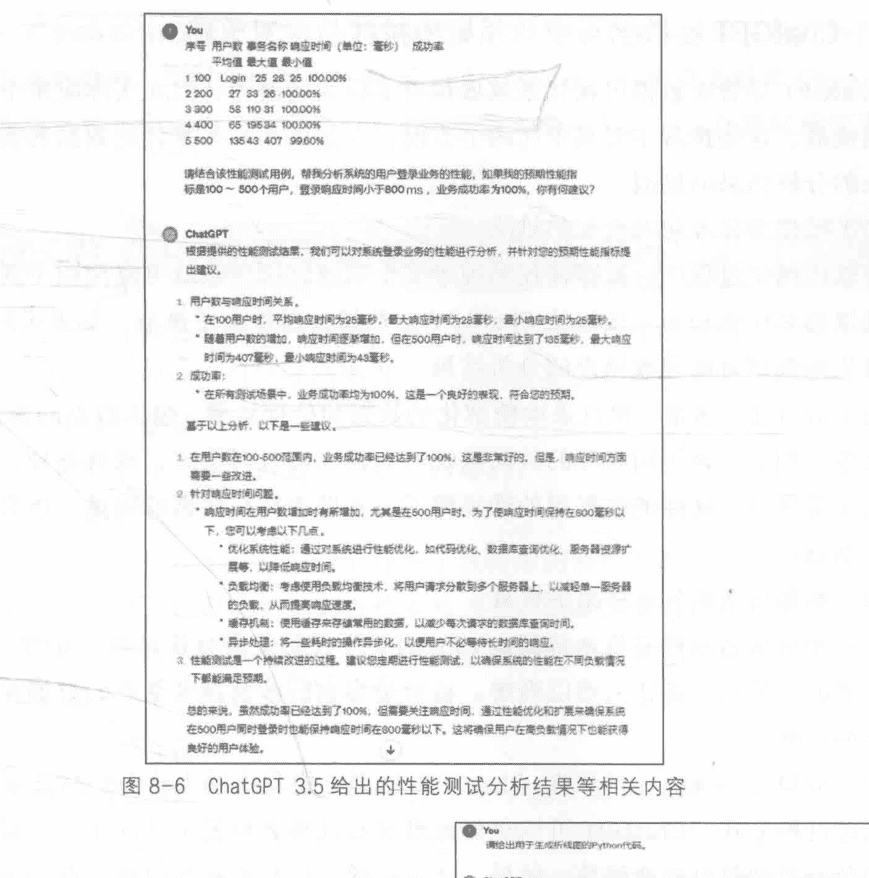 You
序号 用户数 事务名称 响应时间（单位：毫秒） 成功率
平均值 最大值 最小值
1 100 Login 25 28 25 100.00%
2 200 27 33 26 100.00%
3 300 58 110 31 100.00%
4 400 65 195 34 100.00%
5 500 135 43 407 99.60%
请结合该性能测试用例，帮我分析系统的用户登录业务的性能，如果我的预期性能指
标是100 ～ 500个用户，登录响应时间小于800 ms，业务成功率为100%，你有何建议？
ChatGPT
根据提供的性能测试结果，我们可以对系统登录业务的性能进行分析，并针对您的预期性能指标提
出建议。
1. 用户数与响应时间关系。
• 在100用户时，平均响应时间为25毫秒，最大响应时间为28毫秒，最小响应时间为25毫秒。
• 随着用户数的增加，响应时间逐渐增加，但在500用户时，响应时间达到了135毫秒，最大响应
时间为407毫秒，最小响应时间为43毫秒。
2. 成功率：
• 在所有测试场景中，业务成功率均为100%，这是一个良好的表现，符合您的预期。
基于以上分析，以下是一些建议。
1. 在用户数在100-500范围内，业务成功率已经达到了100%，这是非常好的。但是，响应时间方面
需要一些改进。
2. 针对响应时间问题。
• 响应时间在用户数增加时有所增加，尤其是在500用户时。为了使响应时间保持在800毫秒以
下，您可以考虑以下几点。
• 优化系统性能：通过对系统进行性能优化，如代码优化、数据库查询优化、服务器资源扩
展等，以降低响应时间。
• 负载均衡：考虑使用负载均衡技术，将用户请求分散到多个服务器上，以减轻单一服务器
的负载，从而提高响应速度。
• 缓存机制：使用缓存来存储常用的数据，以减少每次请求的数据库查询时间。
• 异步处理：将一些耗时的操作异步化，以便用户不必等待长时间的响应。
3. 性能测试是一个持续改进的过程。建议您定期进行性能测试，以确保系统的性能在不同负载情况
下都能满足预期。
总的来说，虽然成功率已经达到了100%，但需要关注响应时间，通过性能优化和扩展来确保系统
在500用户同时登录时也能保持响应时间在800毫秒以下。这将确保用户在高负载情况下也能获得
良好的用户体验。
图 8-6 ChatGPT 3.5 给出的性能测试分析结果等相关内容
You
请给出用于生成折线图的Python代码。